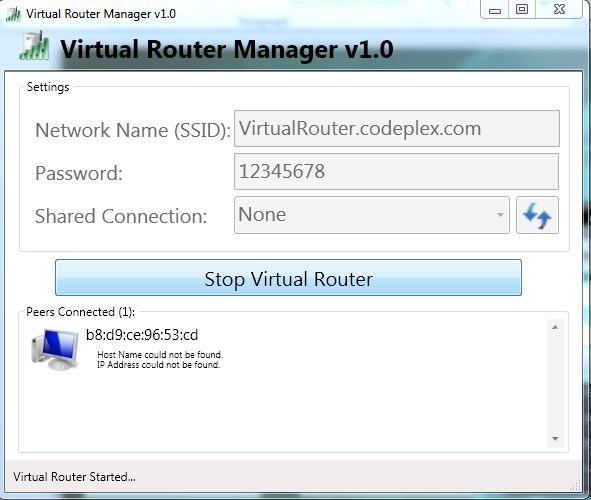 Virtual Router Manager v1.0
Virtual Router Manager v1.0
Settings
Network Name (SSID): VirtualRouter.codeplex.com
Password: 12345678
Shared Connection: None
Stop Virtual Router
Peers Connected (1):
b8:d9:ce:96:53:cd
Host Name could not be found.
IP Address could not be found.
Virtual Router Started...